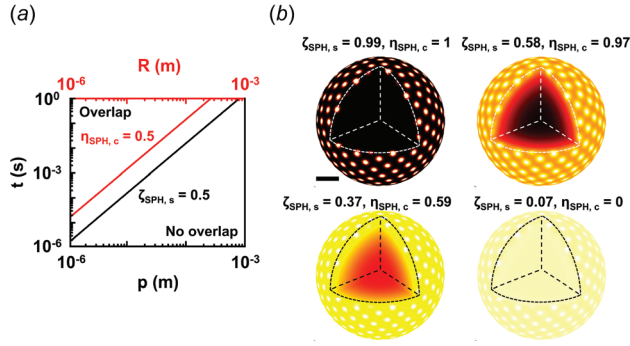 (a)
R (m)
10⁻⁶ 10⁻³
10⁰
Overlap
η_SPH, c = 0.5
t (s)
10⁻³
ζ_SPH, s = 0.5
No overlap
10⁻⁶
10⁻⁶ 10⁻³
p (m)
(b)
ζ_SPH, s = 0.99, η_SPH, c = 1
ζ_SPH, s = 0.58, η_SPH, c = 0.97
ζ_SPH, s = 0.37, η_SPH, c = 0.59
ζ_SPH, s = 0.07, η_SPH, c = 0